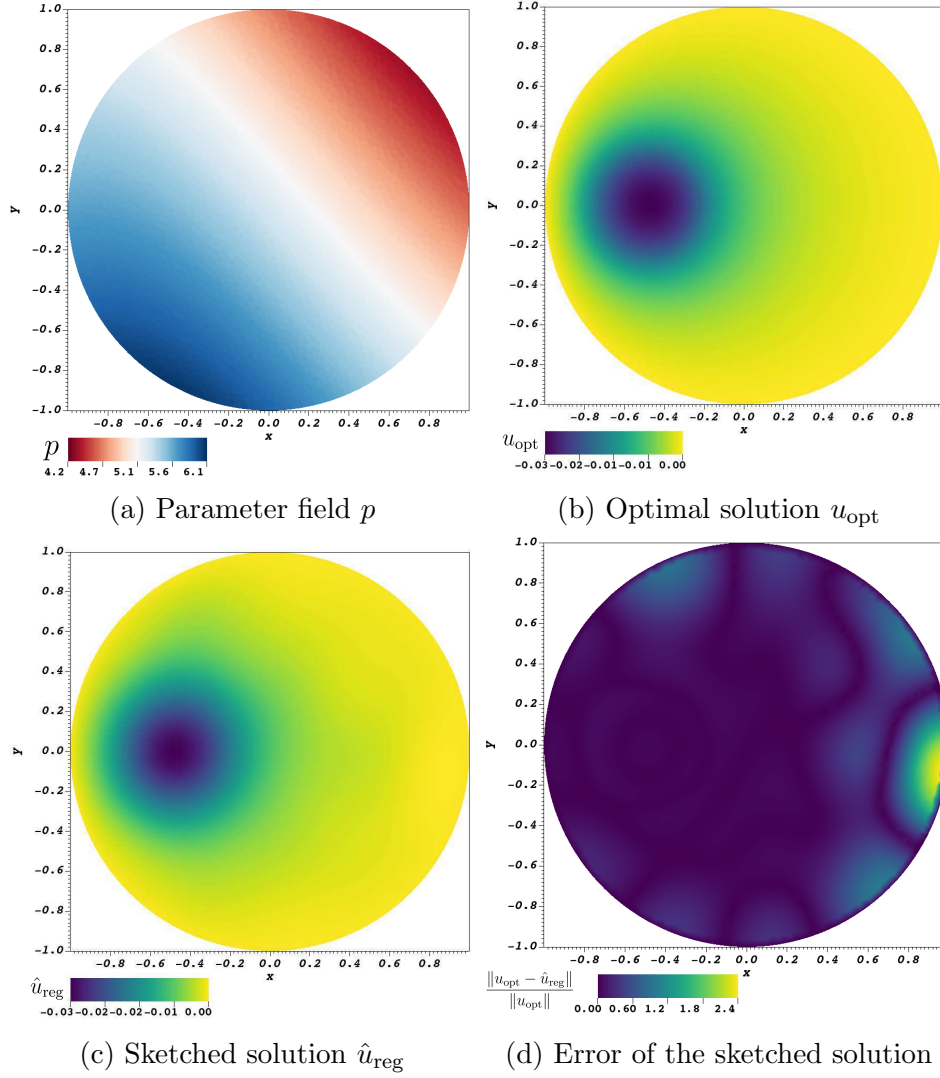 1.0
0.8
0.6
0.4
0.2
0.0
-0.2
-0.4
-0.6
-0.8
-1.0
y
-0.8 -0.6 -0.4 -0.2 0.0 0.2 0.4 0.6 0.8
x
p
4.2 4.7 5.1 5.6 6.1
(a) Parameter field p
1.0
0.8
0.6
0.4
0.2
0.0
-0.2
-0.4
-0.6
-0.8
-1.0
y
-0.8 -0.6 -0.4 -0.2 0.0 0.2 0.4 0.6 0.8
x
u_opt
-0.03 -0.02 -0.01 -0.01 0.00
(b) Optimal solution u_opt
1.0
0.8
0.6
0.4
0.2
0.0
-0.2
-0.4
-0.6
-0.8
-1.0
y
-0.8 -0.6 -0.4 -0.2 0.0 0.2 0.4 0.6 0.8
x
û_reg
-0.03 -0.02 -0.01 -0.01 0.00
(c) Sketched solution û_reg
1.0
0.8
0.6
0.4
0.2
0.0
-0.2
-0.4
-0.6
-0.8
-1.0
y
-0.8 -0.6 -0.4 -0.2 0.0 0.2 0.4 0.6 0.8
x
‖u_opt − û_reg‖
‖u_opt‖
0.00 0.60 1.2 1.8 2.4
(d) Error of the sketched solution